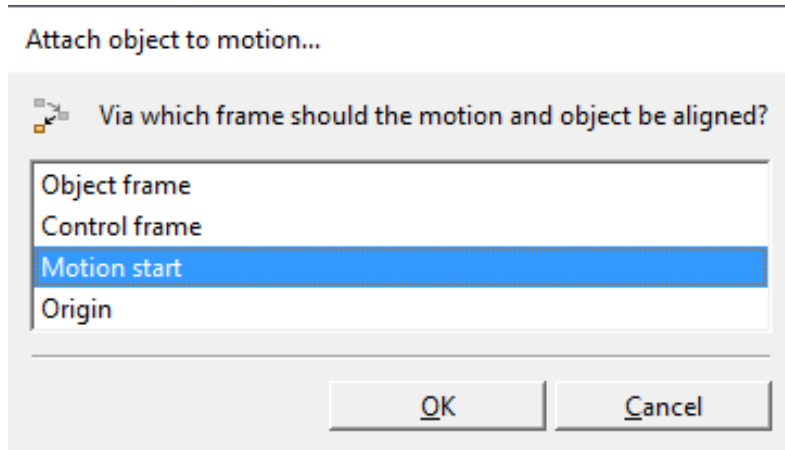 Attach object to motion...
Via which frame should the motion and object be aligned?
Object frame
Control frame
Motion start
Origin
OK
Cancel